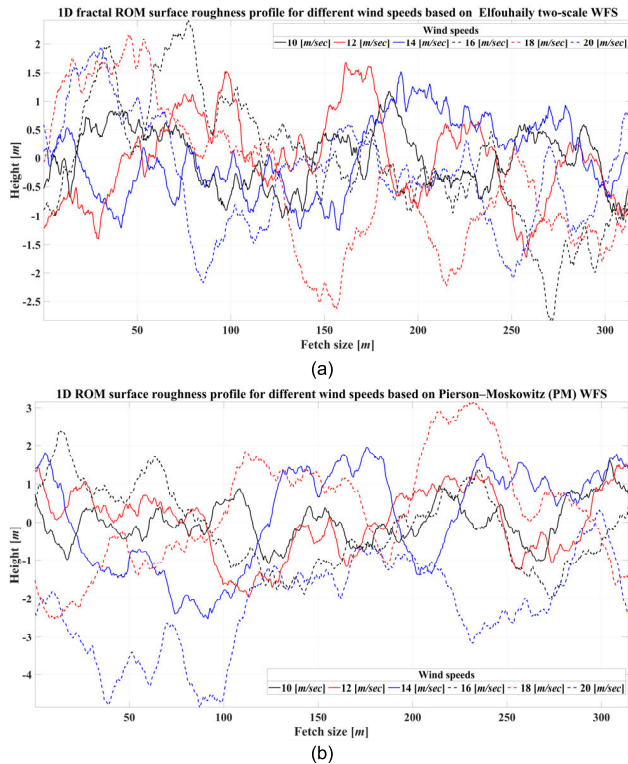 1D fractal ROM surface roughness profile for different wind speeds based on Elfouhaily two-scale WFS
Wind speeds
10 [m/sec] 12 [m/sec] 14 [m/sec] 16 [m/sec] 18 [m/sec] 20 [m/sec]
Height [m]
2
1.5
1
0.5
0
-0.5
-1
-1.5
-2
-2.5
50 100 150 200 250 300
Fetch size [m]
(a)
1D ROM surface roughness profile for different wind speeds based on Pierson–Moskowitz (PM) WFS
Height [m]
3
2
1
0
-1
-2
-3
-4
Wind speeds
10 [m/sec] 12 [m/sec] 14 [m/sec] 16 [m/sec] 18 [m/sec] 20 [m/sec]
50 100 150 200 250 300
Fetch size [m]
(b)